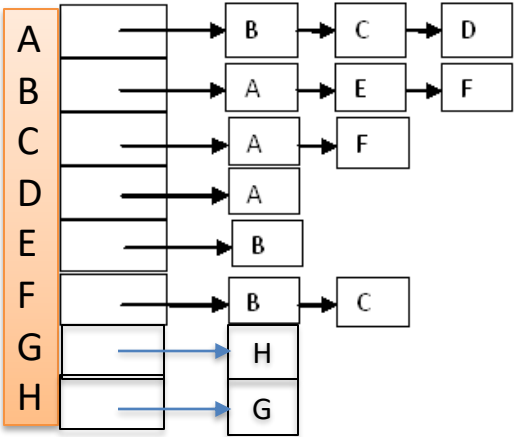 A B C D
B A E F
C A F
D A
E B
F B C
G H
H G